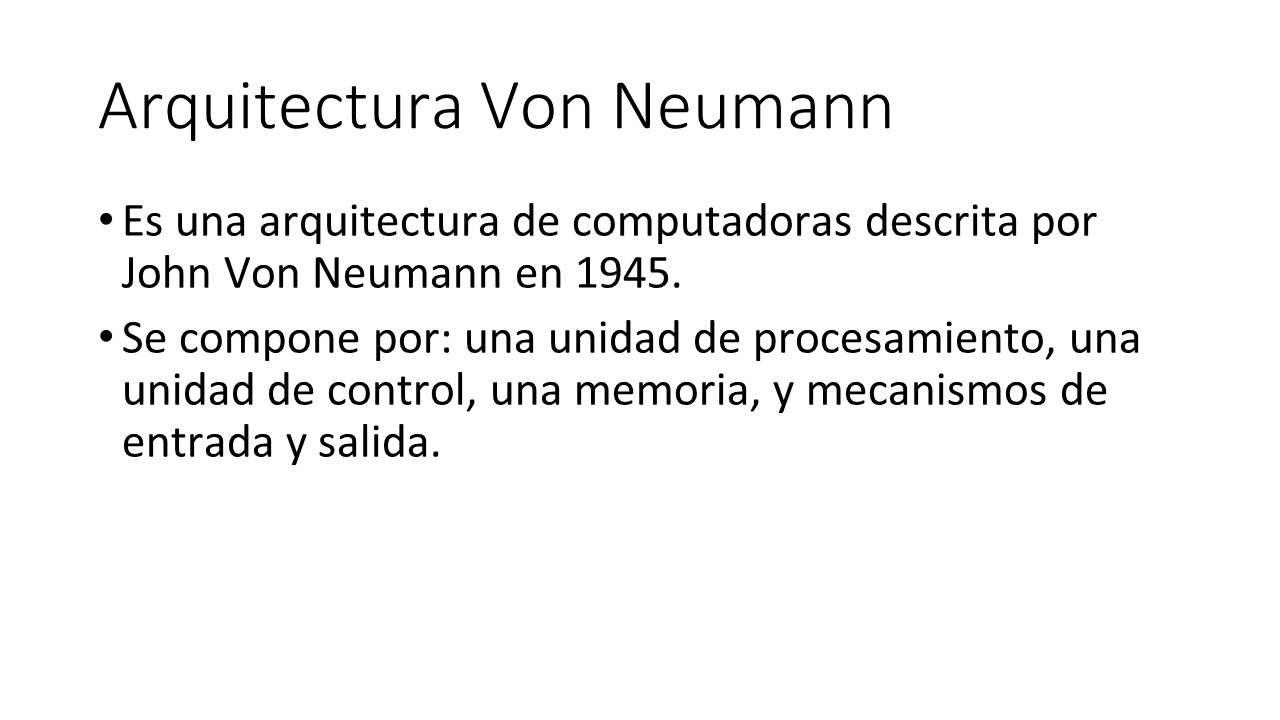 Arquitectura Von Neumann
• Es una arquitectura de computadoras descrita por
John Von Neumann en 1945.
• Se compone por: una unidad de procesamiento, una
unidad de control, una memoria, y mecanismos de
entrada y salida.